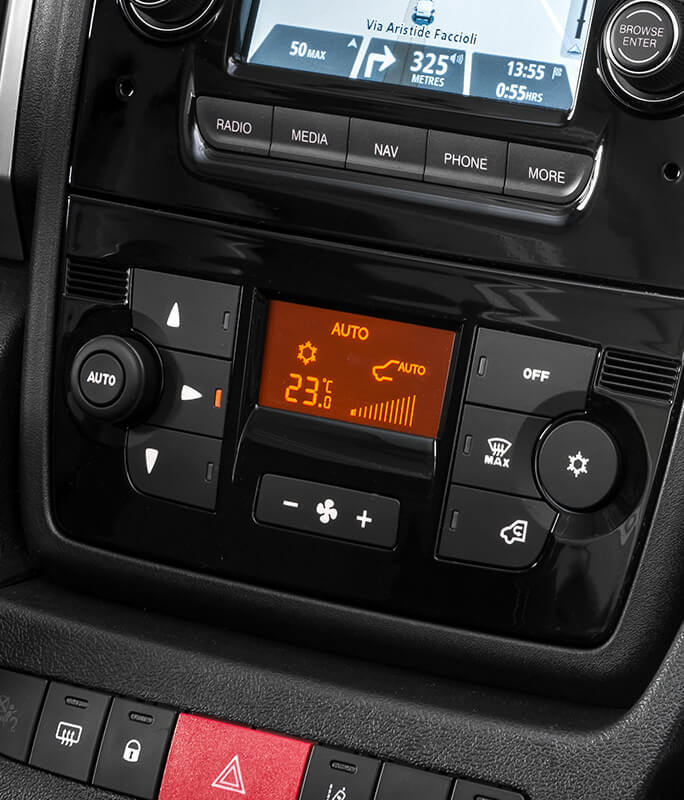 Via Aristide Faccioli
BROWSE
ENTER
50MAX
325
METRES
13:55
0:55HRS
RADIO
MEDIA
NAV
PHONE
MORE
AUTO
AUTO
AUTO
23.0 °C
OFF
MAX
- +